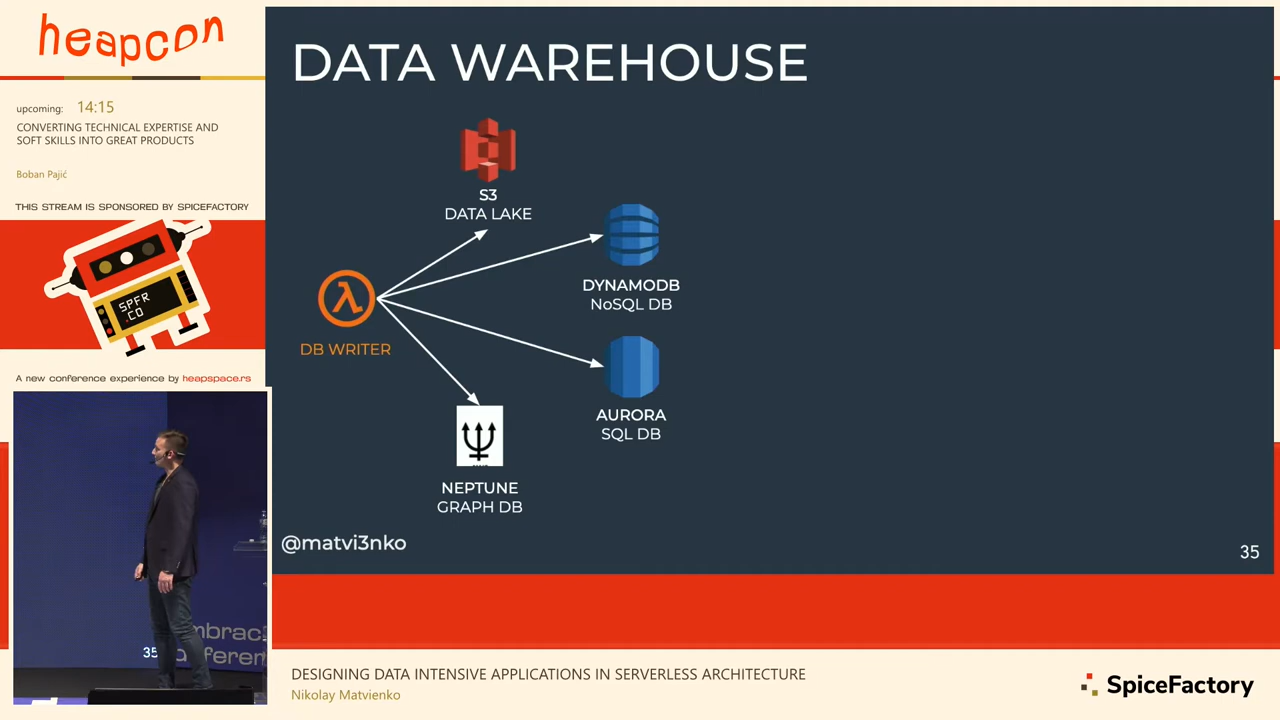 heapcon
upcoming: 14:15
CONVERTING TECHNICAL EXPERTISE AND
SOFT SKILLS INTO GREAT PRODUCTS
Boban Pajić
THIS STREAM IS SPONSORED BY SPICEFACTORY
SPFR
.CO
A new conference experience by heapspace.rs
DATA WAREHOUSE
S3
DATA LAKE
DYNAMODB
NoSQL DB
DB WRITER
AURORA
SQL DB
NEPTUNE
GRAPH DB
@matvi3nko
35
35
DESIGNING DATA INTENSIVE APPLICATIONS IN SERVERLESS ARCHITECTURE
Nikolay Matvienko
SpiceFactory